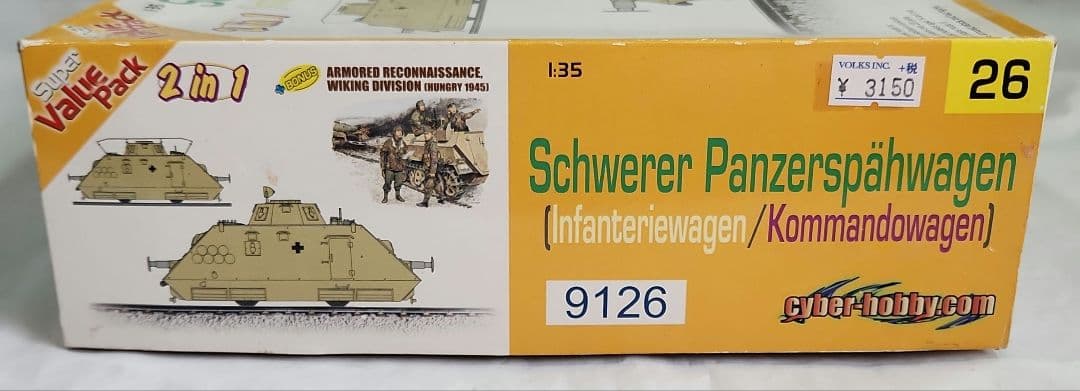 Super
Value
Pack
2 in 1
BONUS
ARMORED RECONNAISSANCE,
WIKING DIVISION (HUNGRY 1945)
1:35
VOLKS INC. +税
¥ 3150
26
Schwerer Panzerspähwagen
(Infanteriewagen/Kommandowagen)
9126
cyber-hobby.com